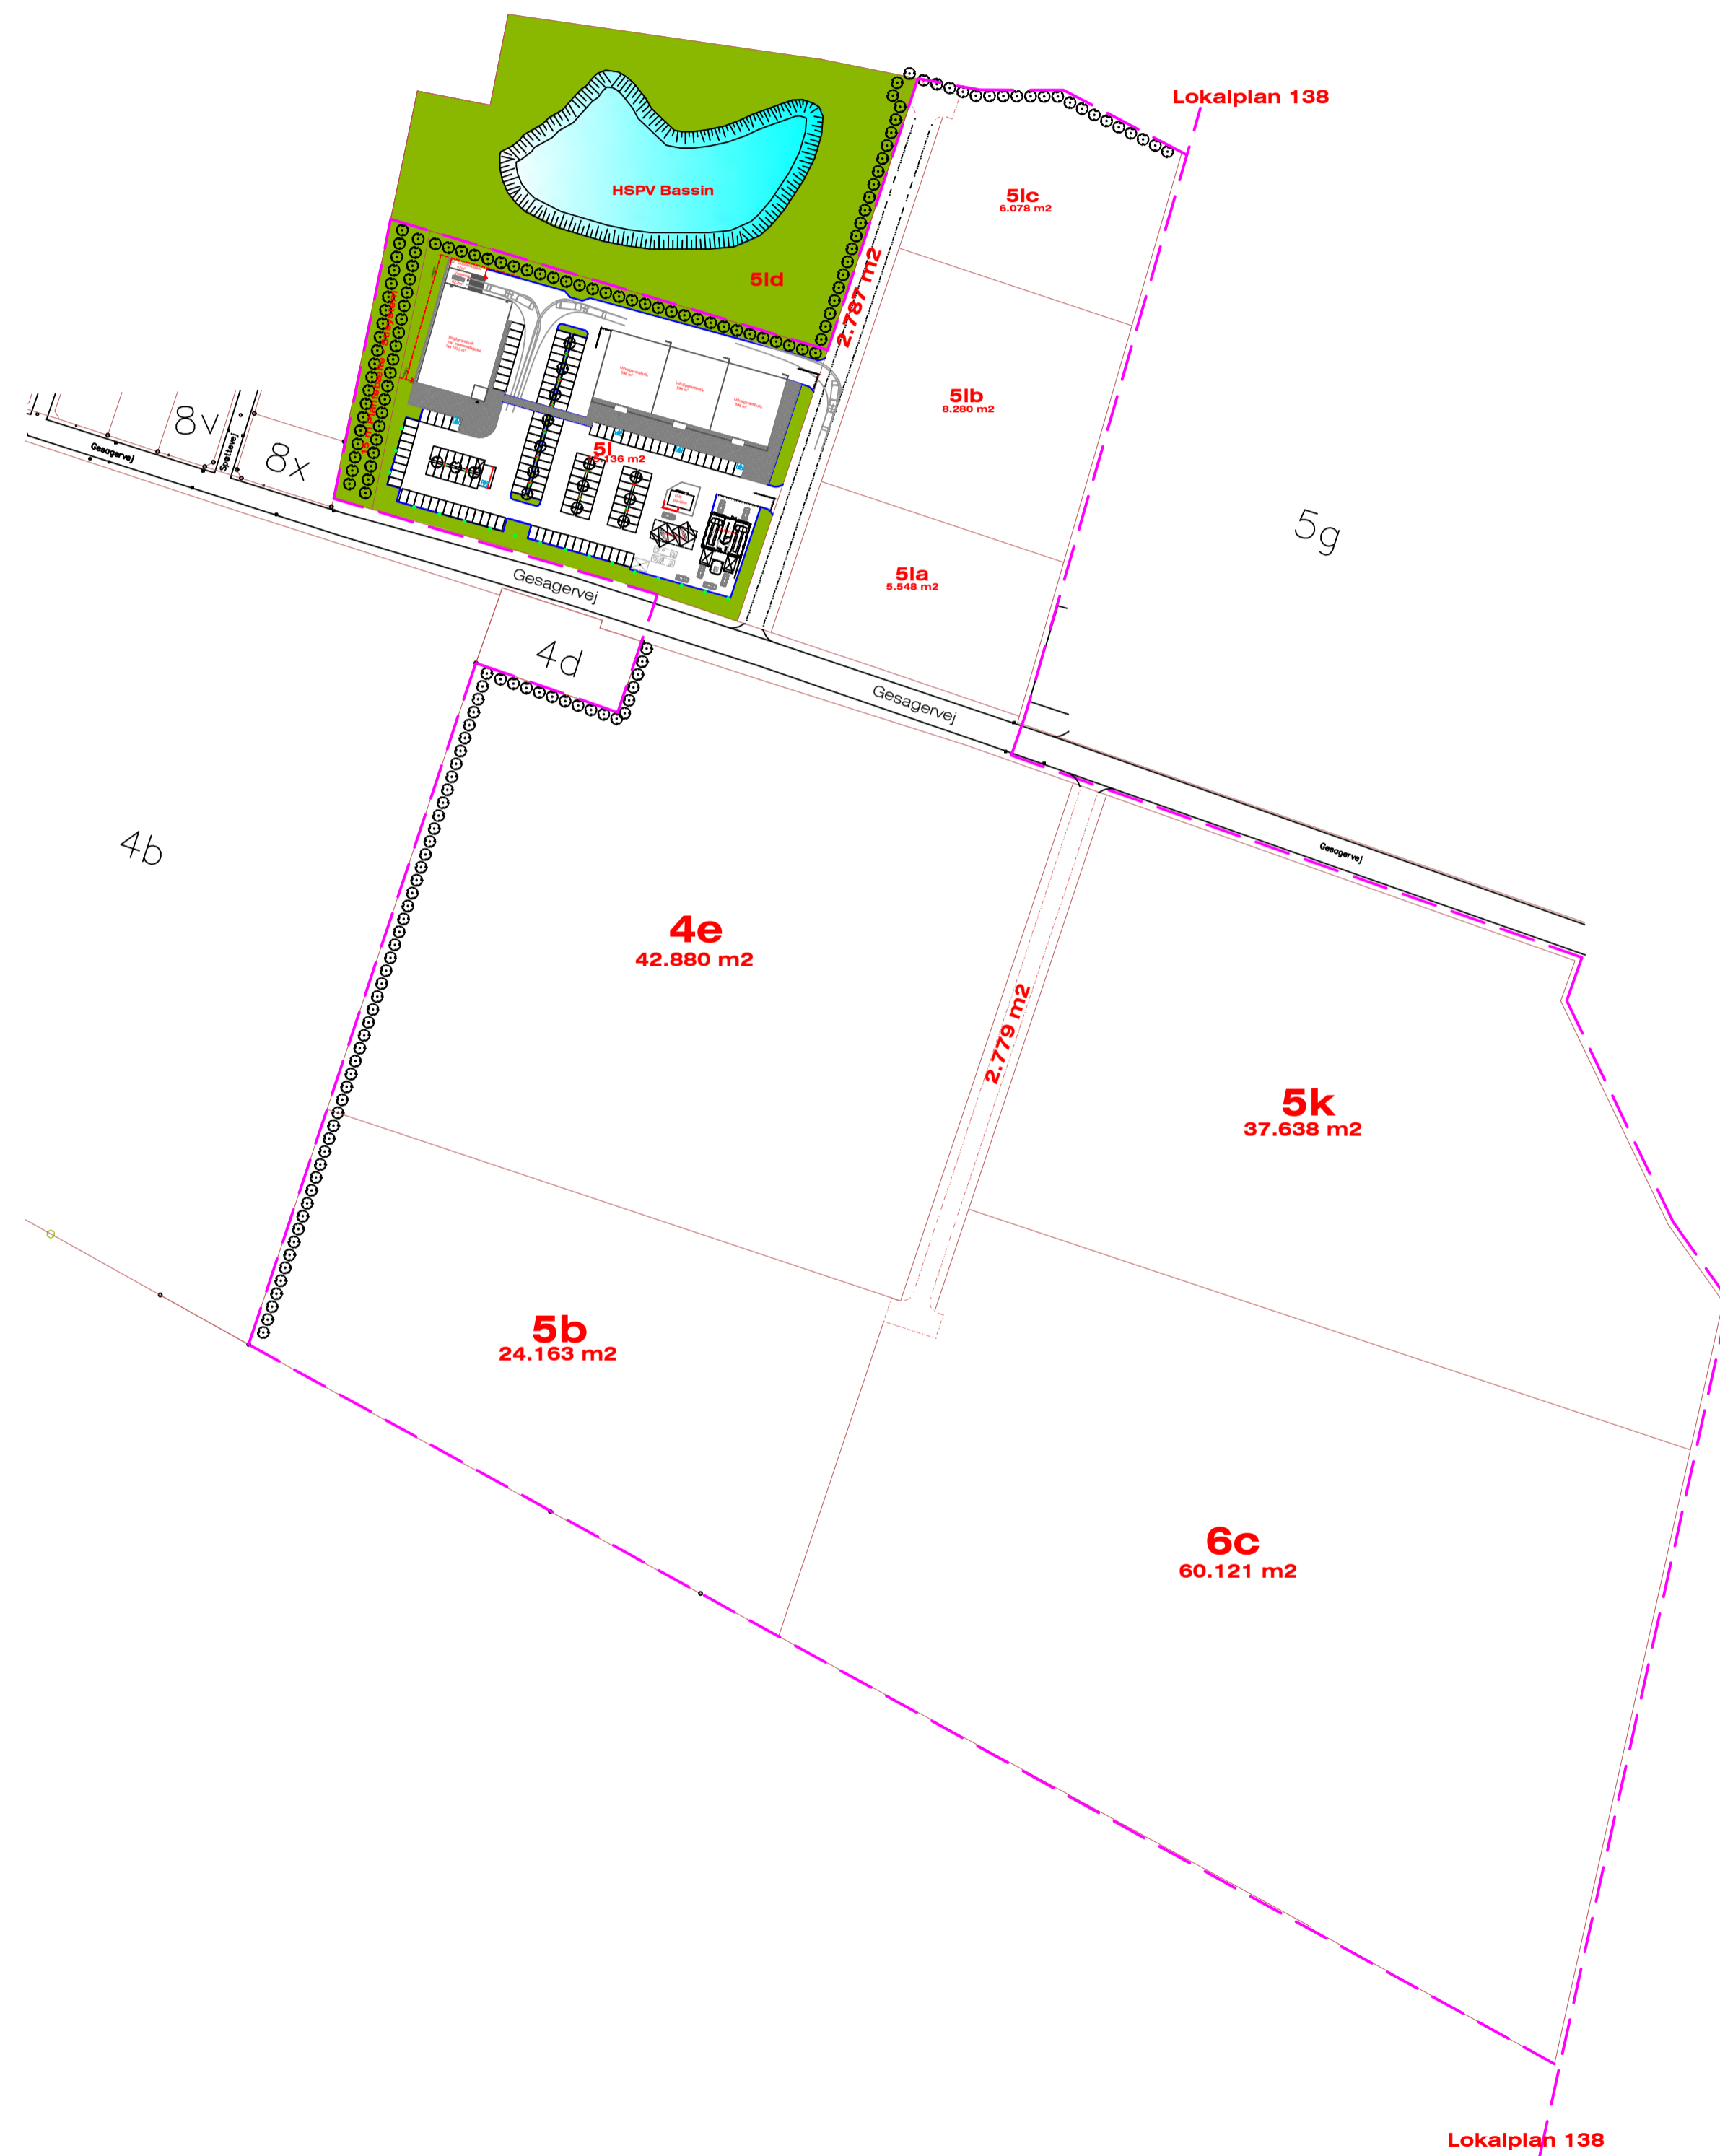 Lokalplan 138
5lc
6.078 m2
HSPV Bassin
5ld
2.787 m2
5lb
8.280 m2
8v
Spættevej
8x
Gesagervej
5l
5g
5la
5.548 m2
Gesagervej
4d
Gesagervej
4b
Gesagervej
4e
42.880 m2
2.779 m2
5k
37.638 m2
5b
24.163 m2
6c
60.121 m2
Lokalplan 138